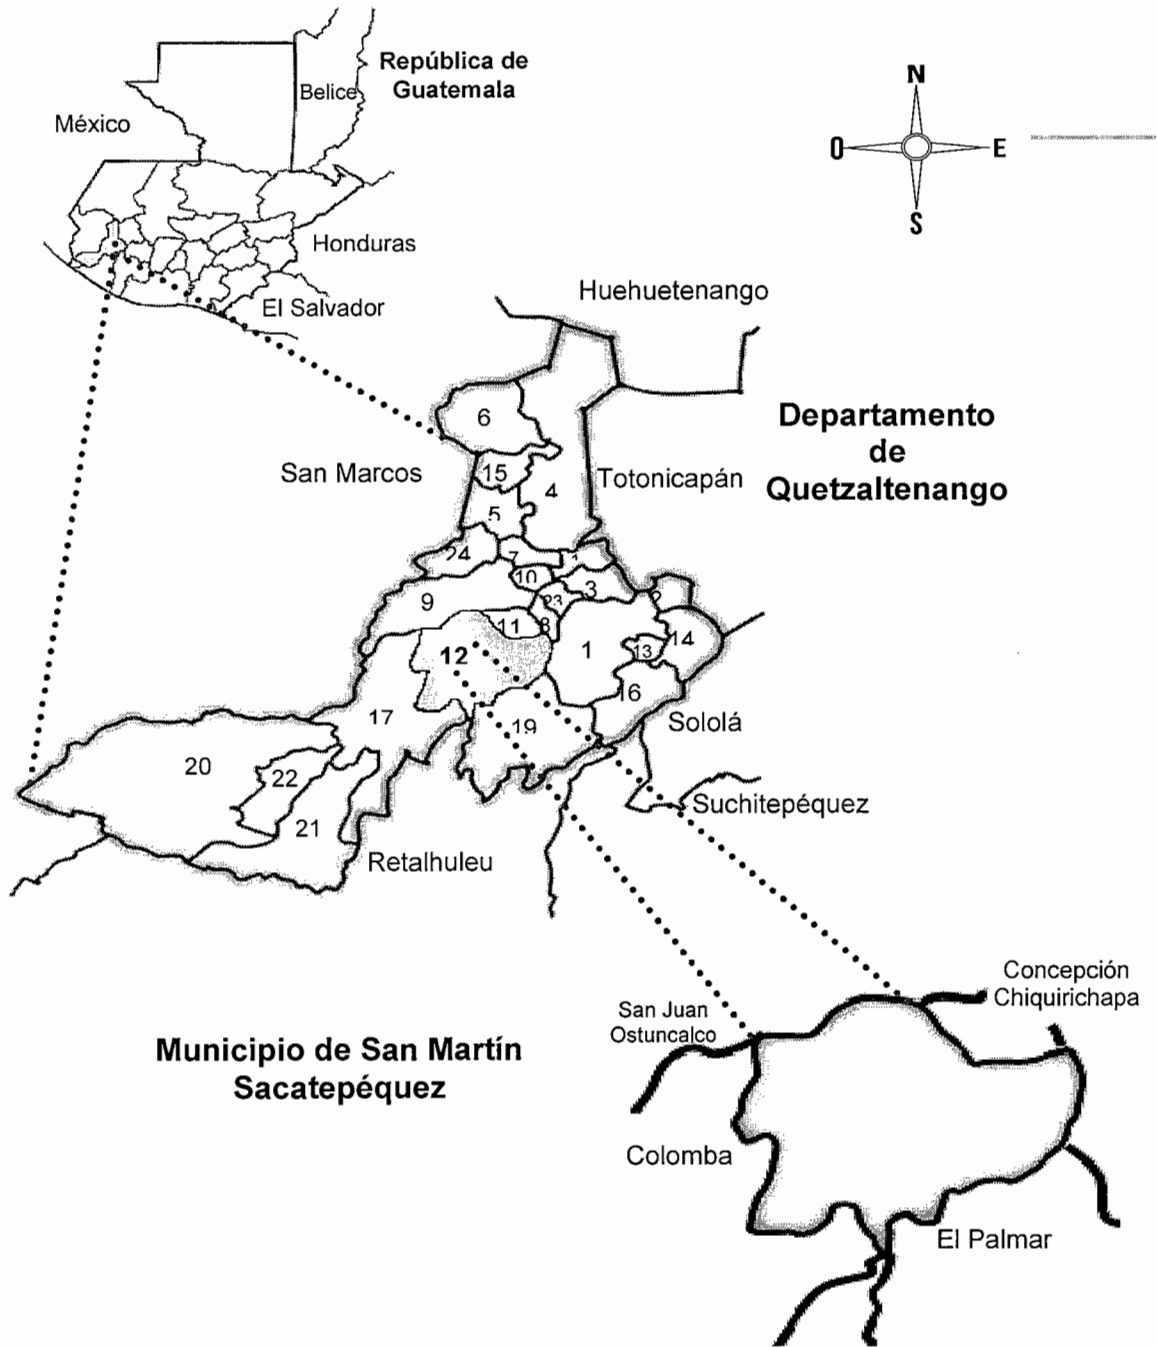 República de
Guatemala
Belice
México
N
O
E
S
Honduras
El Salvador
Huehuetenango
Departamento
de
Quetzaltenango
6
San Marcos
15
Totonicapán
4
5
24
7
10
3
9
23
2
11
8
14
1
13
12
16
17
19
Sololá
20
22
Suchitepéquez
21
Retalhuleu
Concepción
Chiquirichapa
San Juan
Ostuncalco
Municipio de San Martín
Sacatepéquez
Colomba
El Palmar